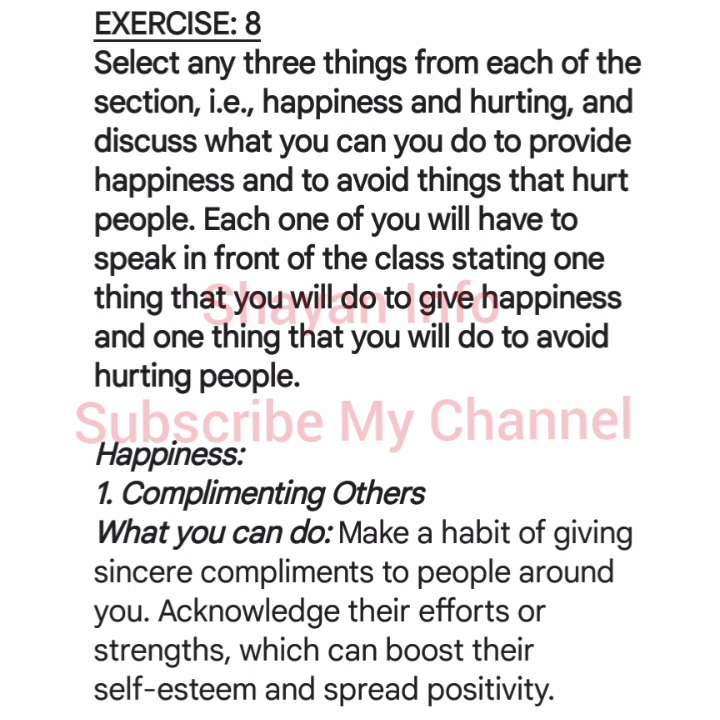 EXERCISE: 8
Select any three things from each of the
section, i.e., happiness and hurting, and
discuss what you can you do to provide
happiness and to avoid things that hurt
people. Each one of you will have to
speak in front of the class stating one
thing that you will do to give happiness
Shayan Info
and one thing that you will do to avoid
hurting people.
Subscribe My Channel
Happiness:
1. Complimenting Others
What you can do: Make a habit of giving
sincere compliments to people around
you. Acknowledge their efforts or
strengths, which can boost their
self-esteem and spread positivity.